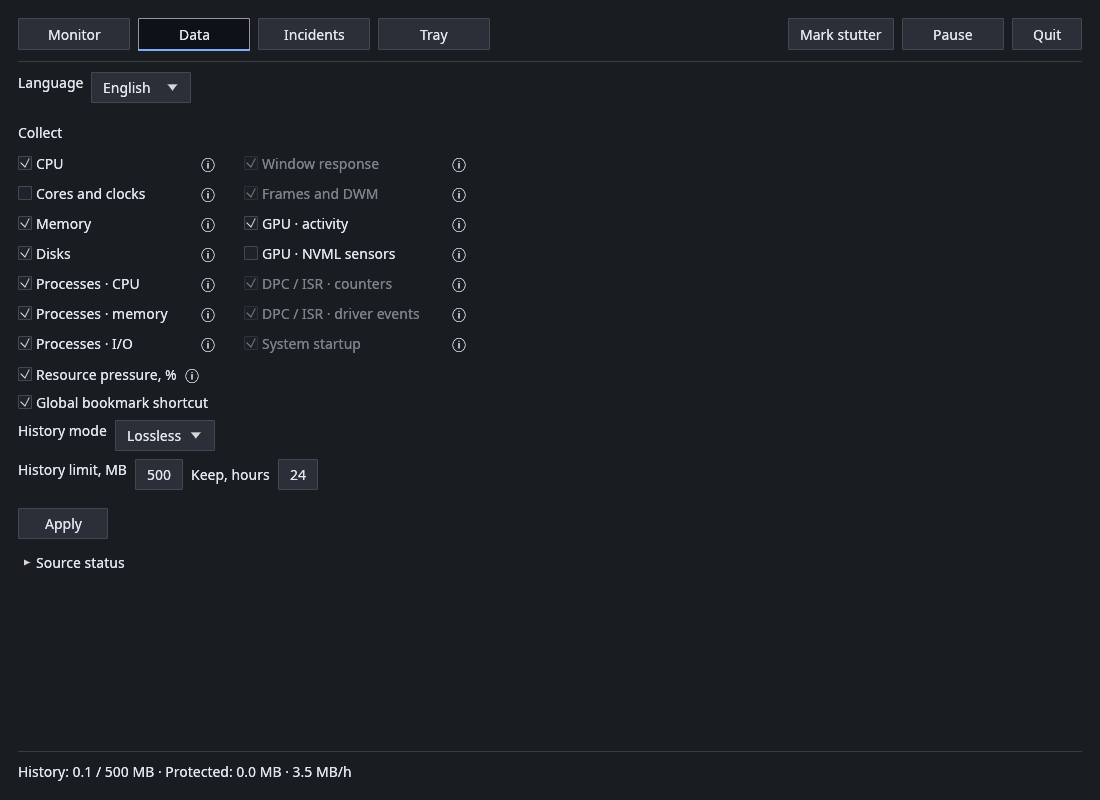 Monitor Data Incidents Tray Mark stutter Pause Quit
Language English
Collect
CPU Window response
Cores and clocks Frames and DWM
Memory GPU · activity
Disks GPU · NVML sensors
Processes · CPU DPC / ISR · counters
Processes · memory DPC / ISR · driver events
Processes · I/O System startup
Resource pressure, %
Global bookmark shortcut
History mode Lossless
History limit, MB 500 Keep, hours 24
Apply
Source status
History: 0.1 / 500 MB · Protected: 0.0 MB · 3.5 MB/h